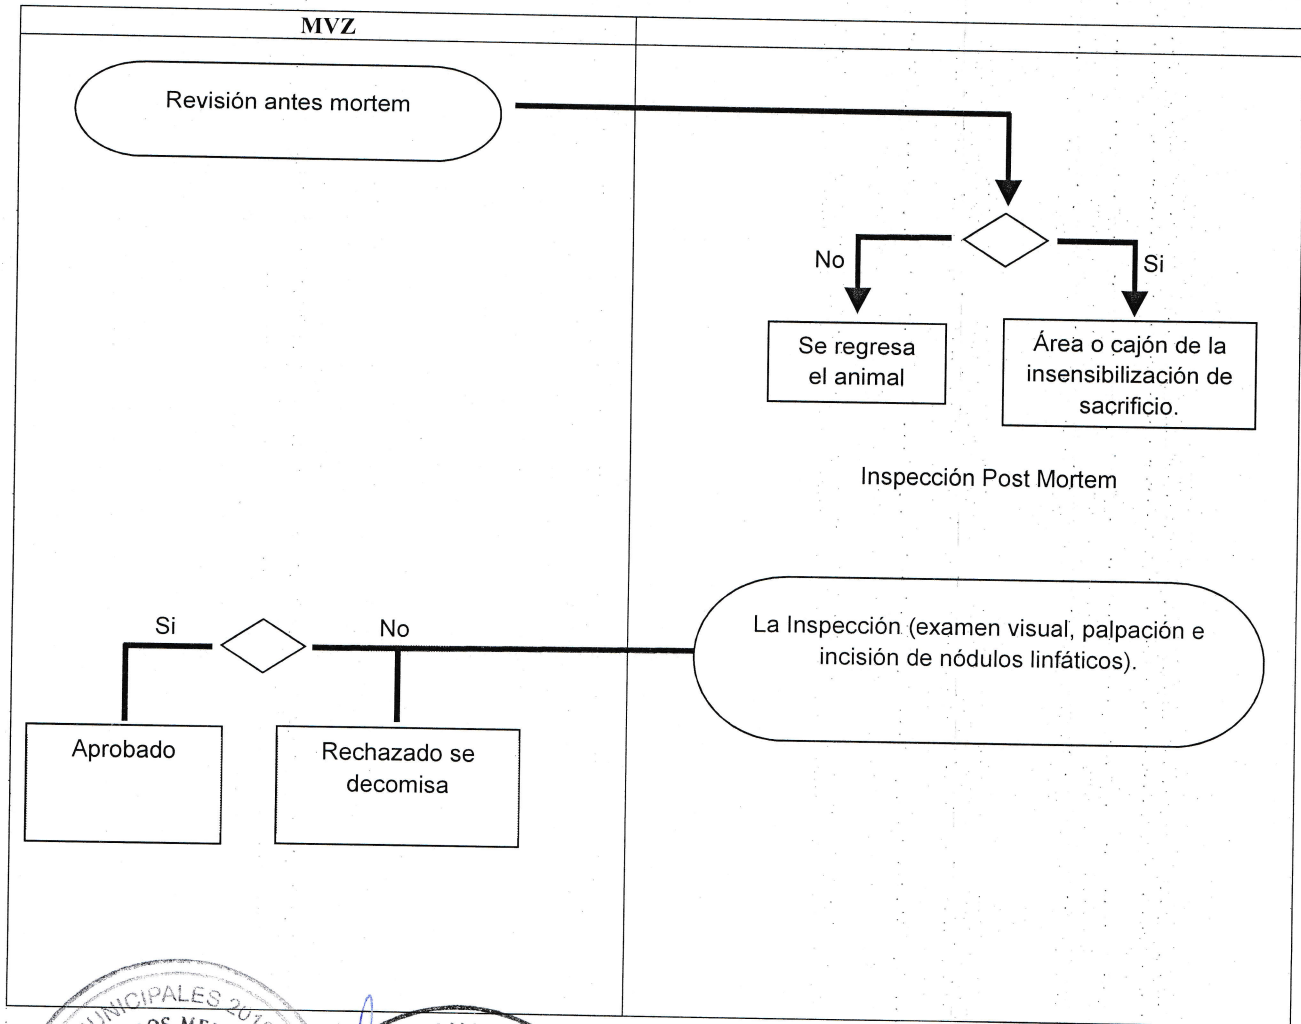 MVZ
Revisión antes mortem
No
Si
Se regresa
el animal
Área o cajón de la
insensibilización de
sacrificio.
Inspección Post Mortem
La Inspección (examen visual, palpación e
incisión de nódulos linfáticos).
Si
No
Aprobado
Rechazado se
decomisa
UNICIPALES